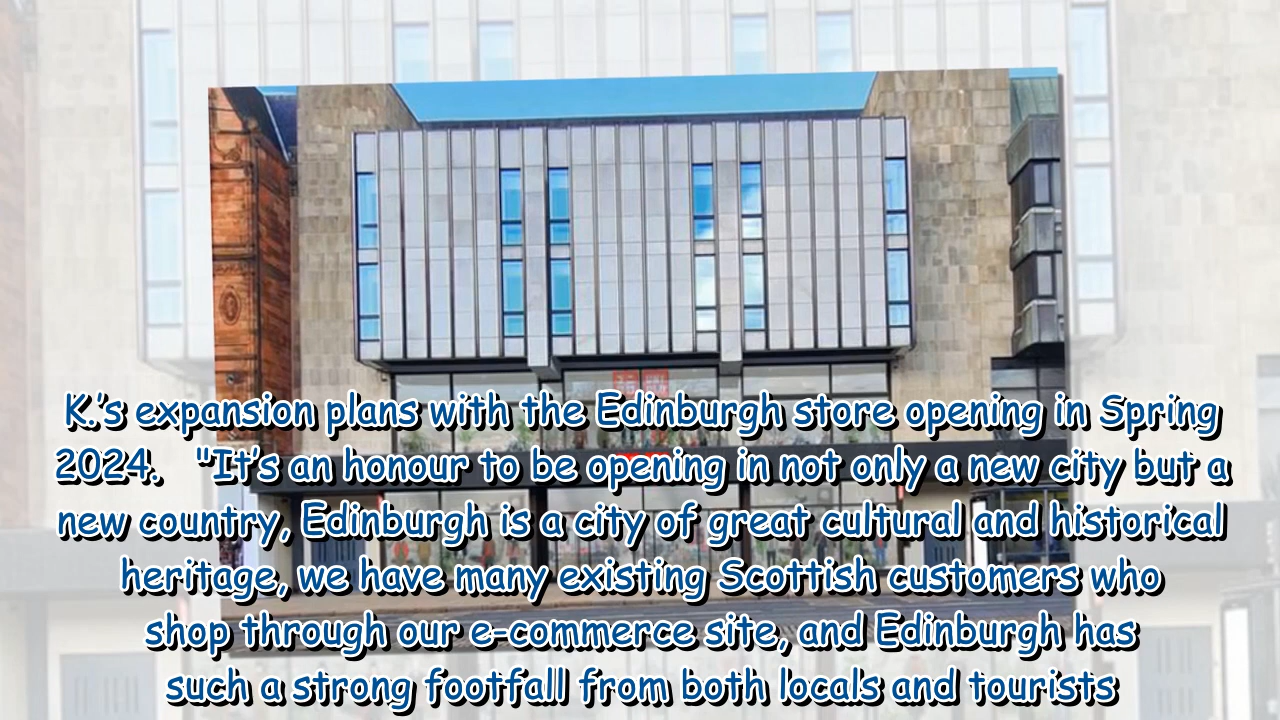 K.'s expansion plans with the Edinburgh store opening in Spring
2024.   "It's an honour to be opening in not only a new city but a
new country, Edinburgh is a city of great cultural and historical
heritage, we have many existing Scottish customers who
shop through our e-commerce site, and Edinburgh has
such a strong footfall from both locals and tourists